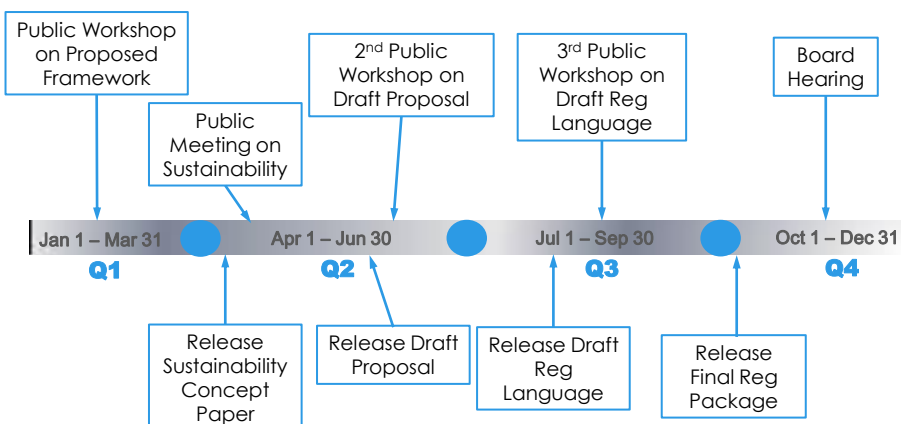 Public Workshop
on Proposed
Framework
2nd Public
Workshop on
Draft Proposal
3rd Public
Workshop on
Draft Reg
Language
Board
Hearing
Public
Meeting on
Sustainability
Jan 1 – Mar 31
Apr 1 – Jun 30
Jul 1 – Sep 30
Oct 1 – Dec 31
Q1
Q2
Q3
Q4
Release
Sustainability
Concept
Paper
Release Draft
Proposal
Release Draft
Reg
Language
Release
Final Reg
Package